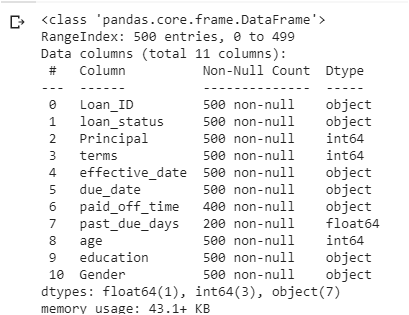 <class 'pandas.core.frame.DataFrame'>
RangeIndex: 500 entries, 0 to 499
Data columns (total 11 columns):
 #   Column          Non-Null Count  Dtype
---  ------          --------------  -----
 0   Loan_ID         500 non-null    object
 1   loan_status     500 non-null    object
 2   Principal       500 non-null    int64
 3   terms           500 non-null    int64
 4   effective_date  500 non-null    object
 5   due_date        500 non-null    object
 6   paid_off_time   400 non-null    object
 7   past_due_days   200 non-null    float64
 8   age             500 non-null    int64
 9   education       500 non-null    object
 10  Gender          500 non-null    object
dtypes: float64(1), int64(3), object(7)
memory usage: 43.1+ KB